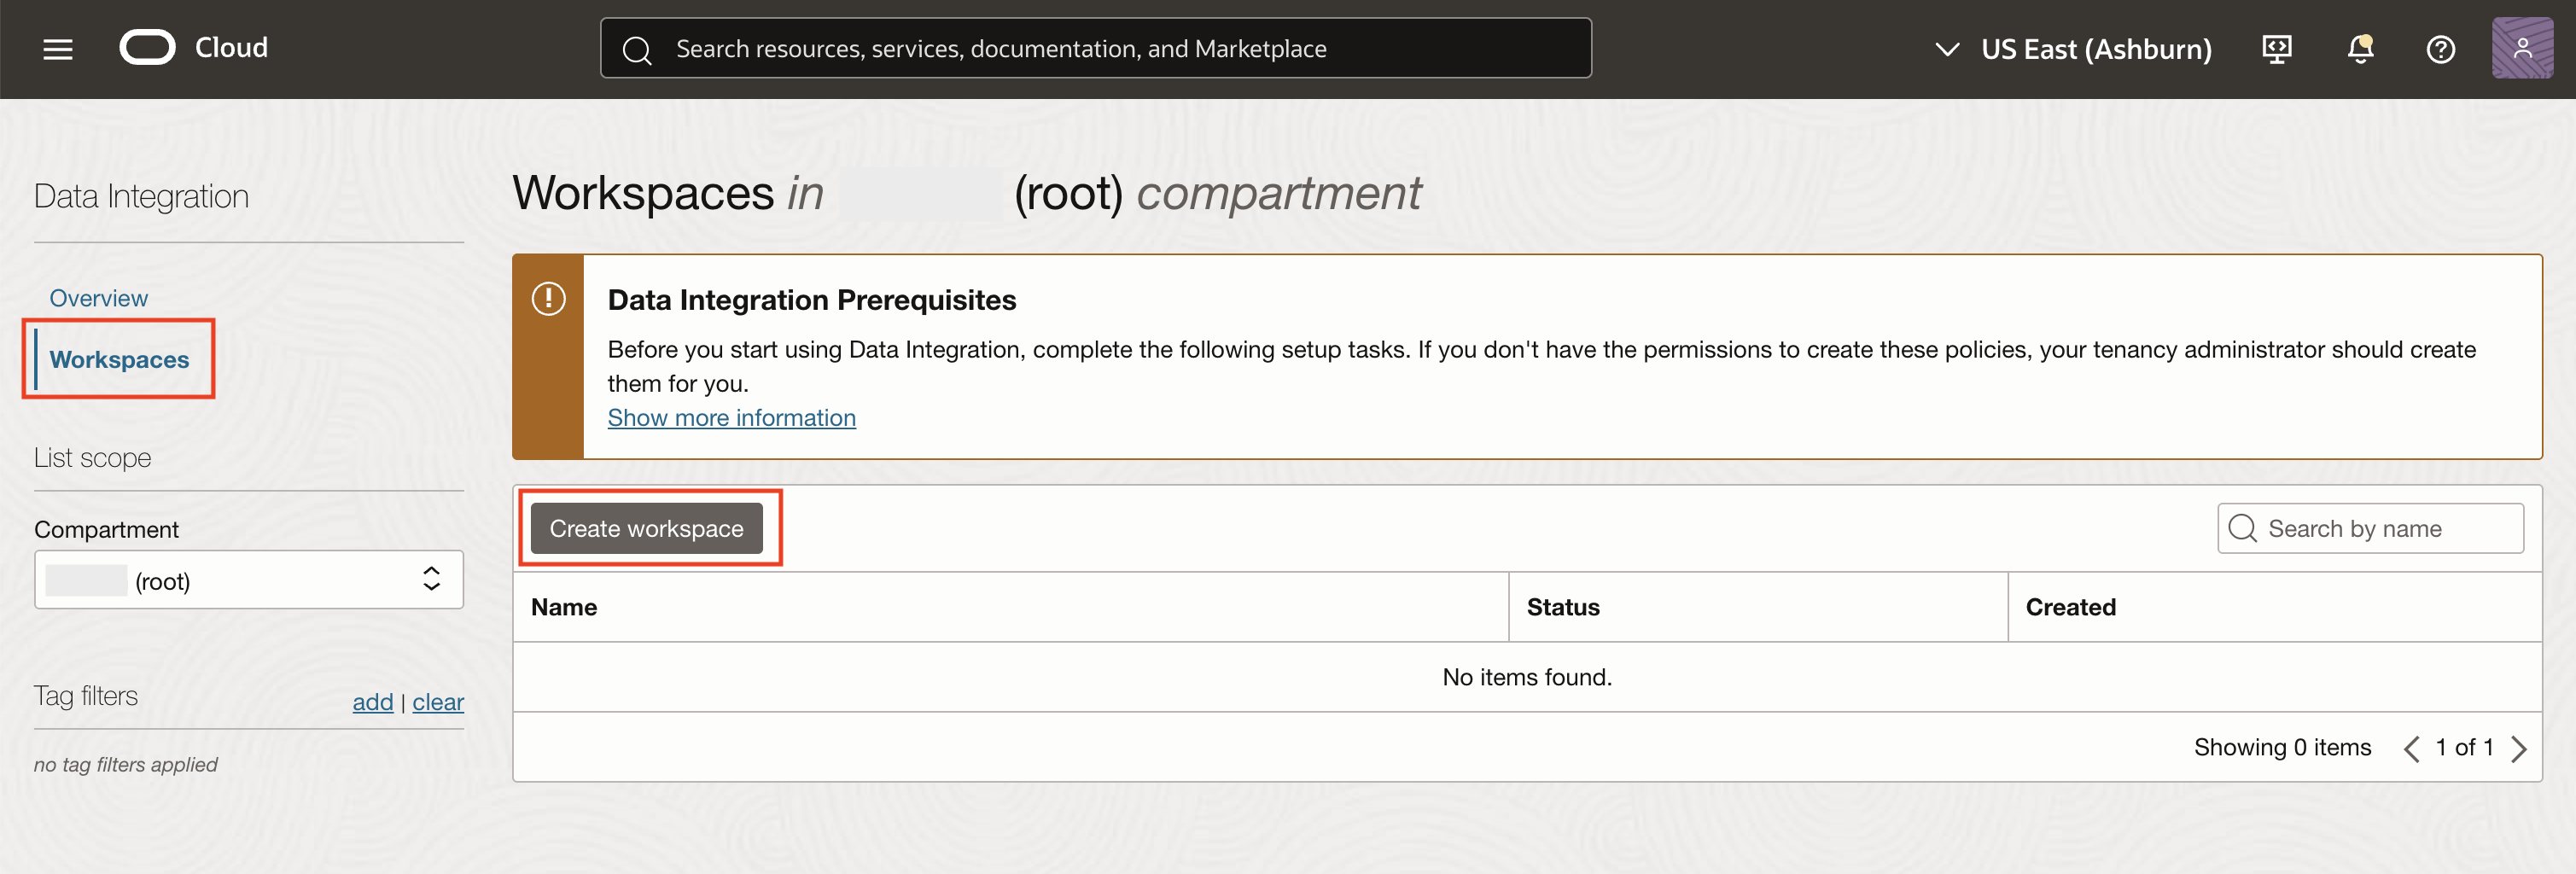 Cloud
Search resources, services, documentation, and Marketplace
US East (Ashburn)
Data Integration
Overview
Workspaces
List scope
Compartment
(root)
Tag filters
add | clear
no tag filters applied
Workspaces in (root) compartment
Data Integration Prerequisites
Before you start using Data Integration, complete the following setup tasks. If you don't have the permissions to create these policies, your tenancy administrator should create
them for you.
Show more information
Create workspace
Search by name
Name Status Created
No items found.
Showing 0 items 1 of 1